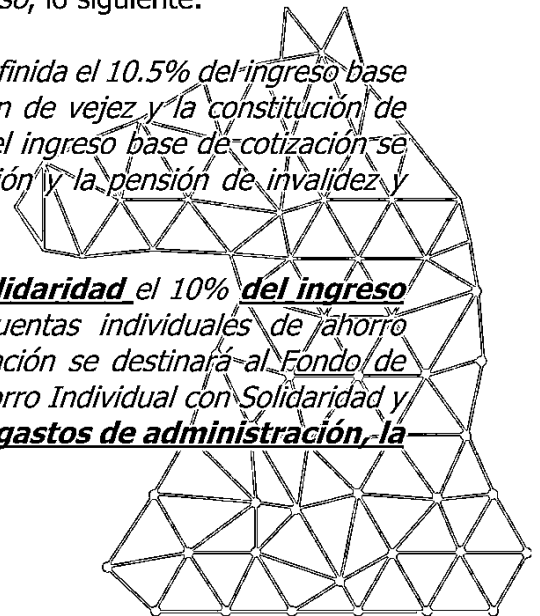 so, lo siguiente:
finida el 10.5% del ingreso base
n de vejez y la constitución de
el ingreso base de cotización se
ión y la pensión de invalidez y
lidaridad el 10% del ingreso
uentas individuales de ahorro
ación se destinará al Fondo de
orro Individual con Solidaridad y
gastos de administración, la